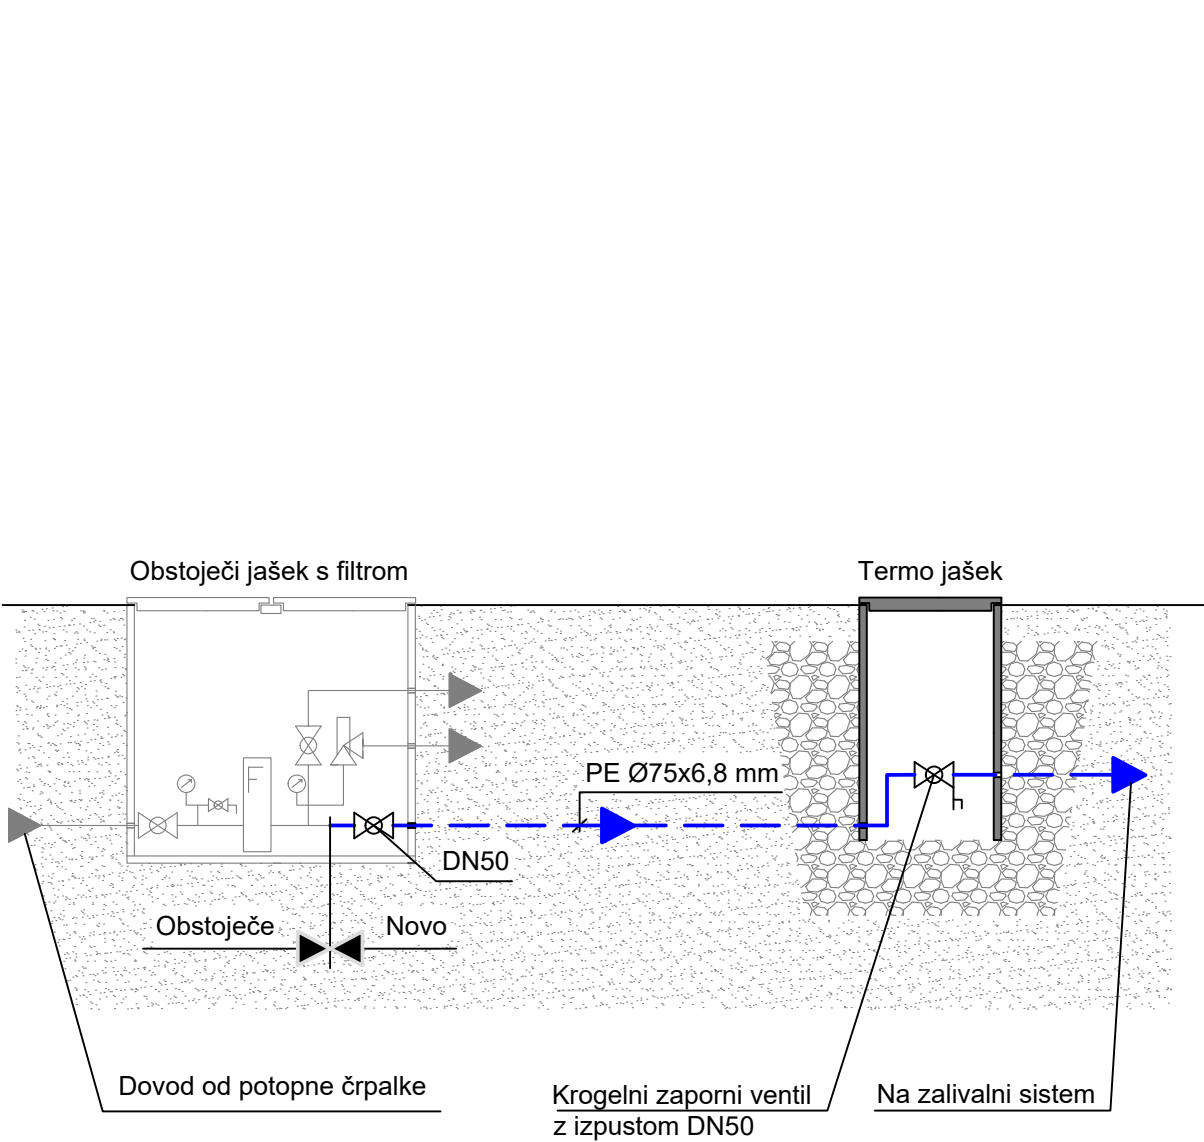 Obstoječi jašek s filtrom
Termo jašek
PE Ø75x6,8 mm
DN50
Obstoječe
Novo
Dovod od potopne črpalke
Krogelni zaporni ventil
z izpustom DN50
Na zalivalni sistem